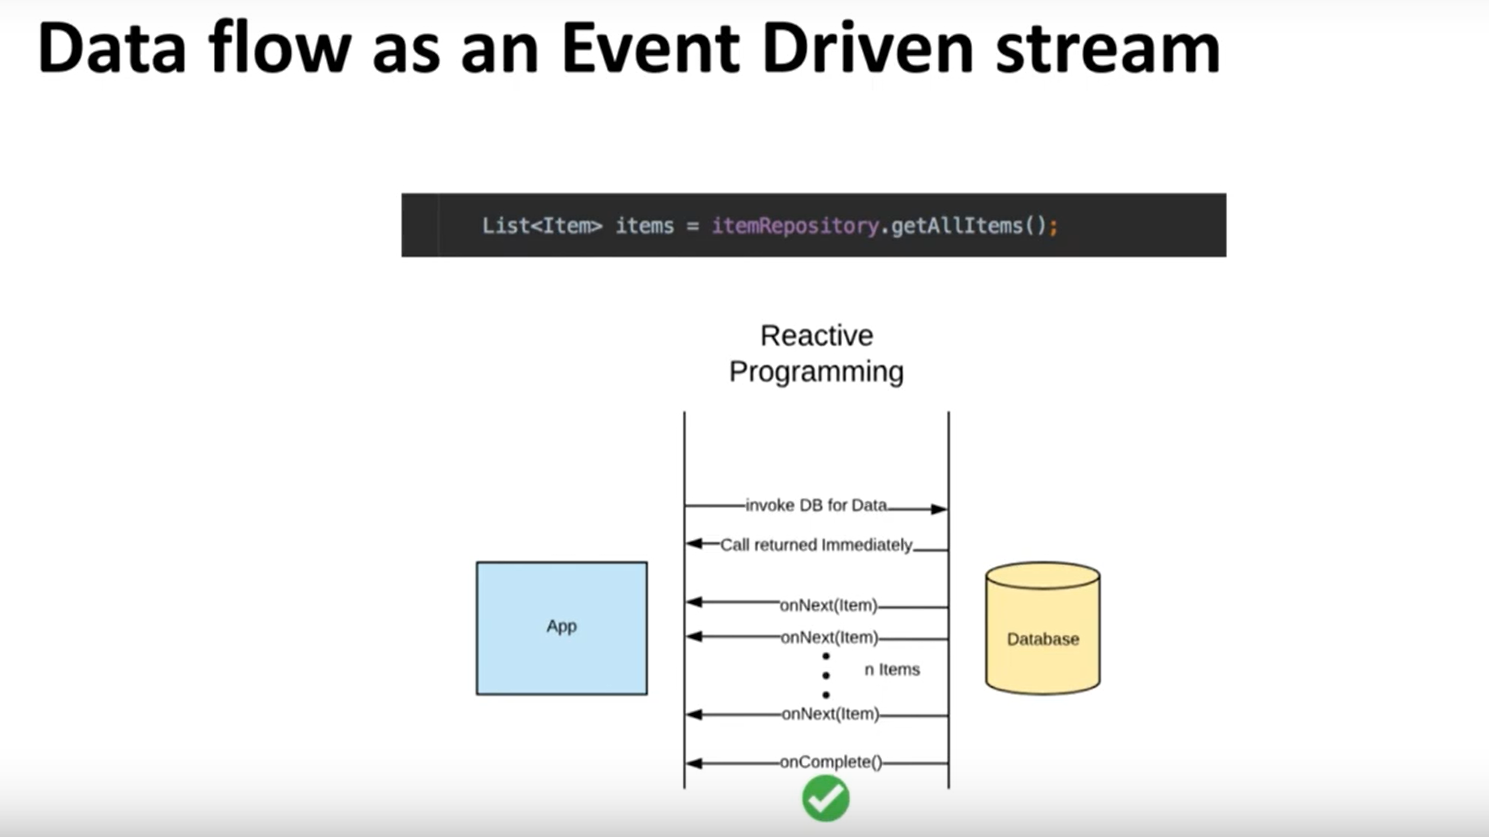 Data flow as an Event Driven stream
List<Item> items = itemRepository.getAllItems();
Reactive
Programming
invoke DB for Data
Call returned Immediately
App
onNext(Item)
onNext(Item)
Database
n Items
onNext(Item)
onComplete()